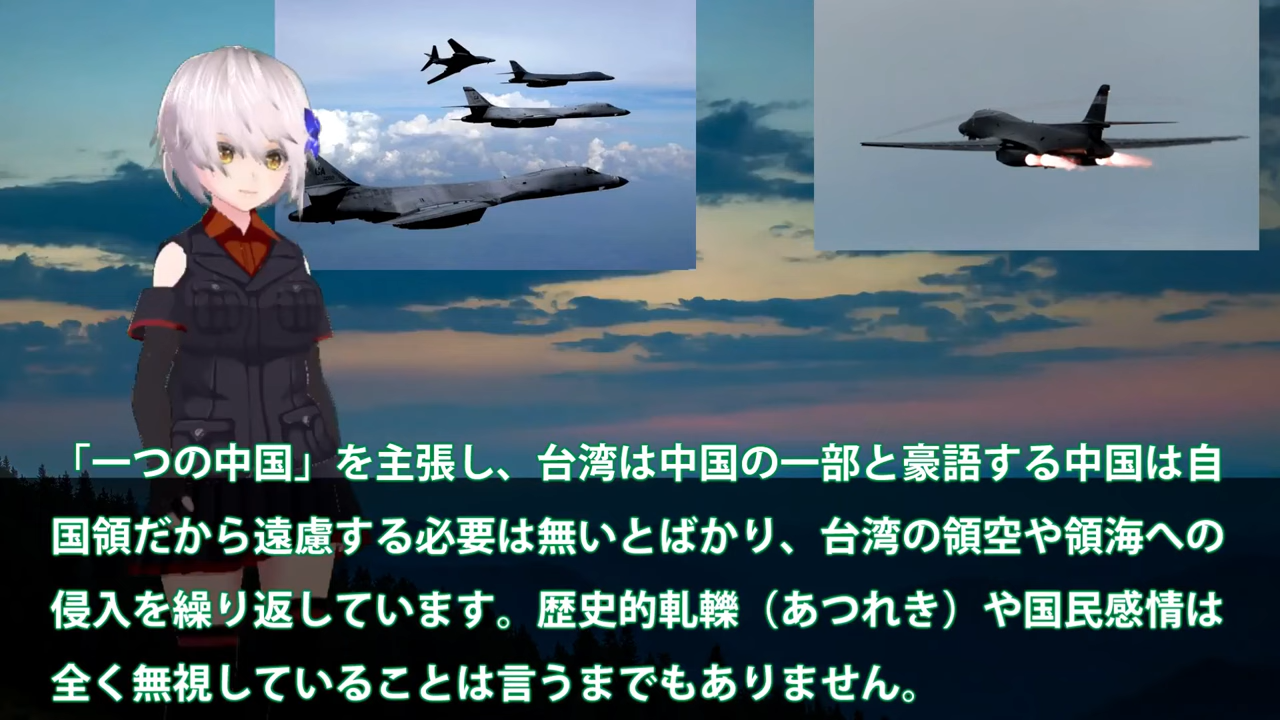 「一つの中国」を主張し、台湾は中国の一部と豪語する中国は自
国領だから遠慮する必要は無いとばかり、台湾の領空や領海への
侵入を繰り返しています。歴史的軋轢（あつれき）や国民感情は
全く無視していることは言うまでもありません。